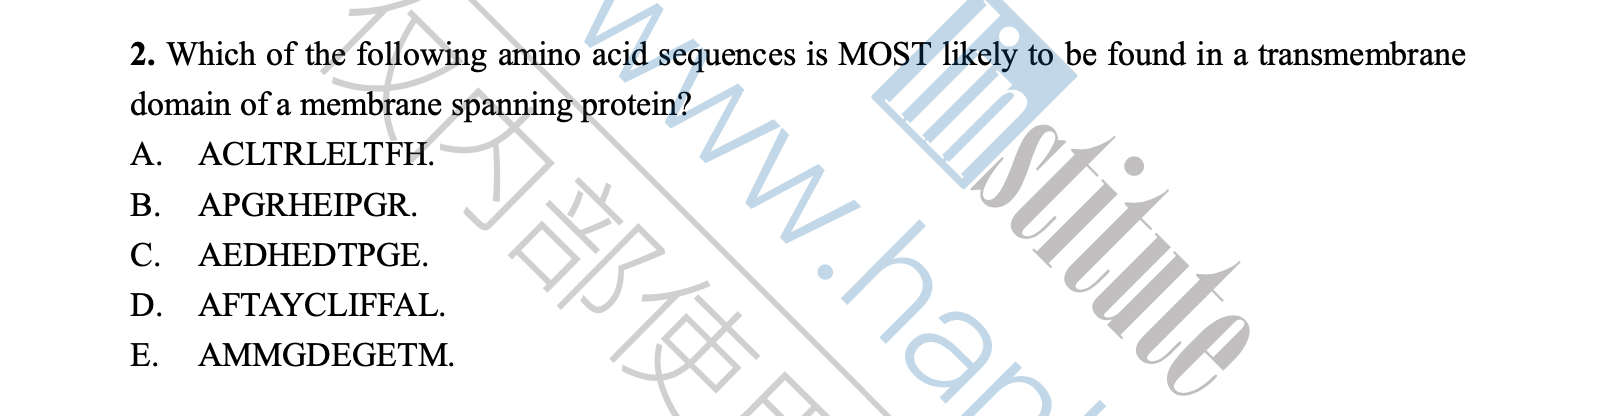 2. Which of the following amino acid sequences is MOST likely to be found in a transmembrane
domain of a membrane spanning protein?
A. ACLTRLELTFH.
B. APGRHEIPGR.
C. AEDHEDTPGE.
D. AFTAYCLIFFAL.
E. AMMGDEGETM.
仅内部使用
www.han
linstitute